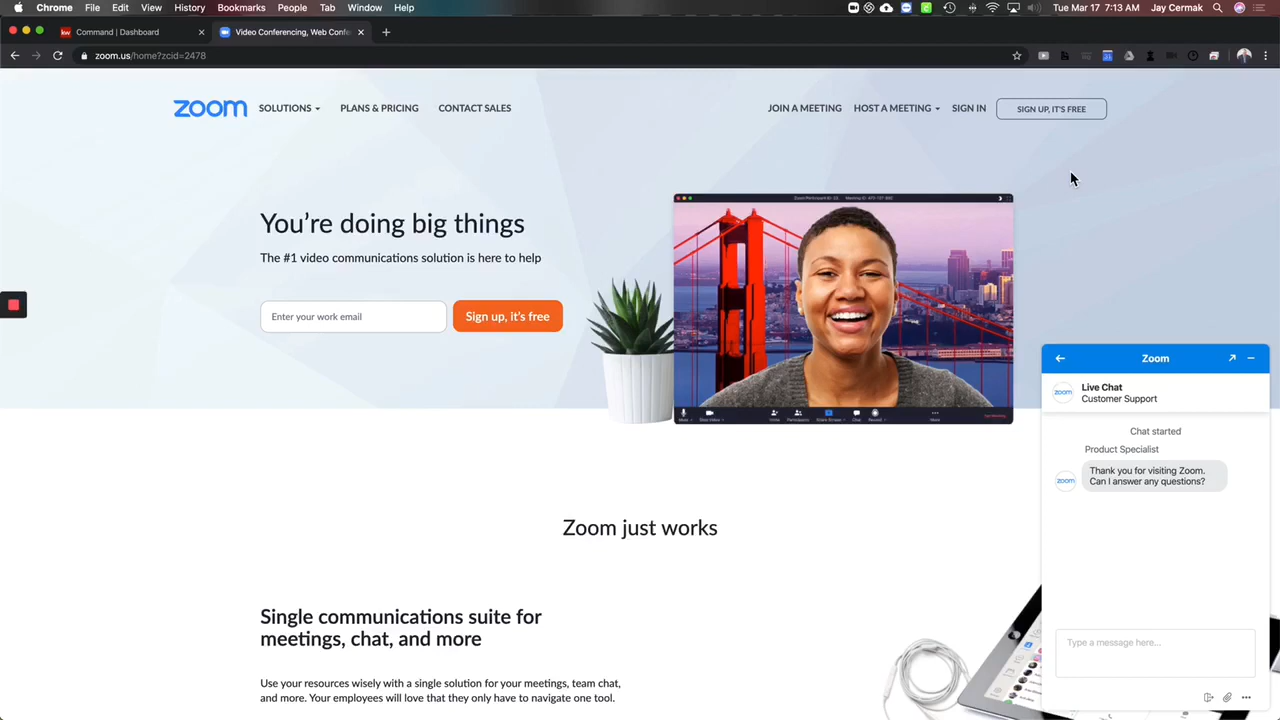 Chrome File Edit View History Bookmarks People Tab Window Help
Tue Mar 17 7:13 AM Jay Cermak
kw Command | Dashboard
Video Conferencing, Web Confe
zoom.us/home?zcid=2478
zoom SOLUTIONS PLANS & PRICING CONTACT SALES
JOIN A MEETING HOST A MEETING SIGN IN SIGN UP, IT'S FREE
You're doing big things
The #1 video communications solution is here to help
Enter your work email
Sign up, it's free
Zoom
zoom
Live Chat
Customer Support
Chat started
Product Specialist
zoom
Thank you for visiting Zoom.
Can I answer any questions?
Type a message here...
Zoom just works
Single communications suite for
meetings, chat, and more
Use your resources wisely with a single solution for your meetings, team chat,
and more. Your employees will love that they only have to navigate one tool.